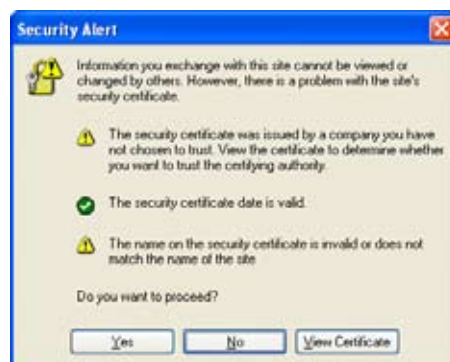 Security Alert
Information you exchange with this site cannot be viewed or
changed by others. However, there is a problem with the site's
security certificate.
The security certificate was issued by a company you have
not chosen to trust. View the certificate to determine whether
you want to trust the certifying authority.
The security certificate date is valid.
The name on the security certificate is invalid or does not
match the name of the site
Do you want to proceed?
Yes
No
View Certificate